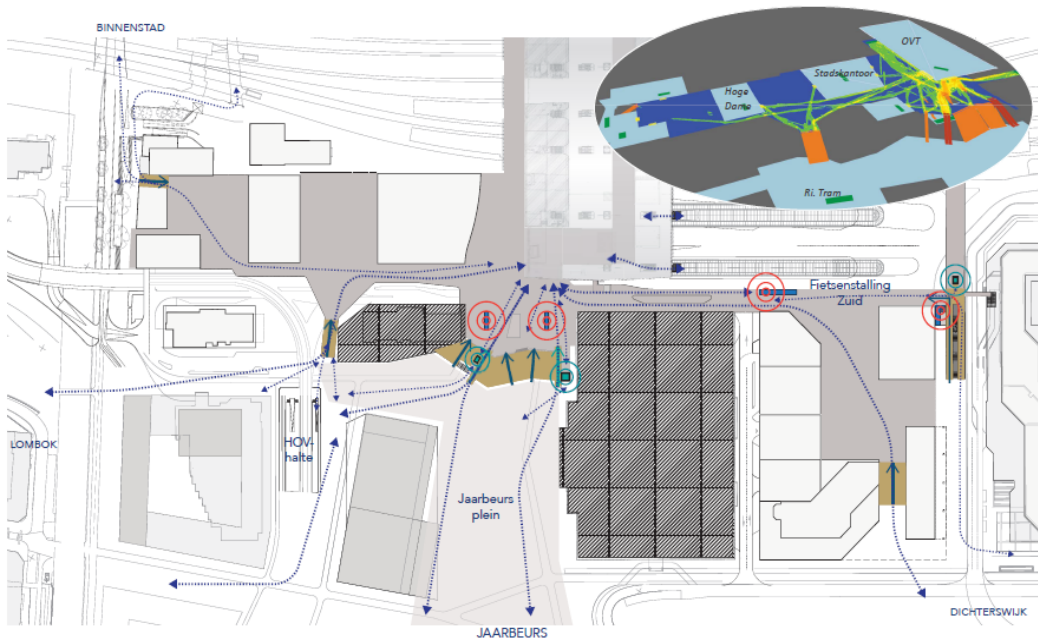 BINNENSTAD
OVT
Stadskantoor
Hoge
Dame
Ri. Tram
Fietsenstalling
Zuid
LOMBOK
HOV-
halte
Jaarbeurs
plein
DICHTERSWIJK
JAARBEURS